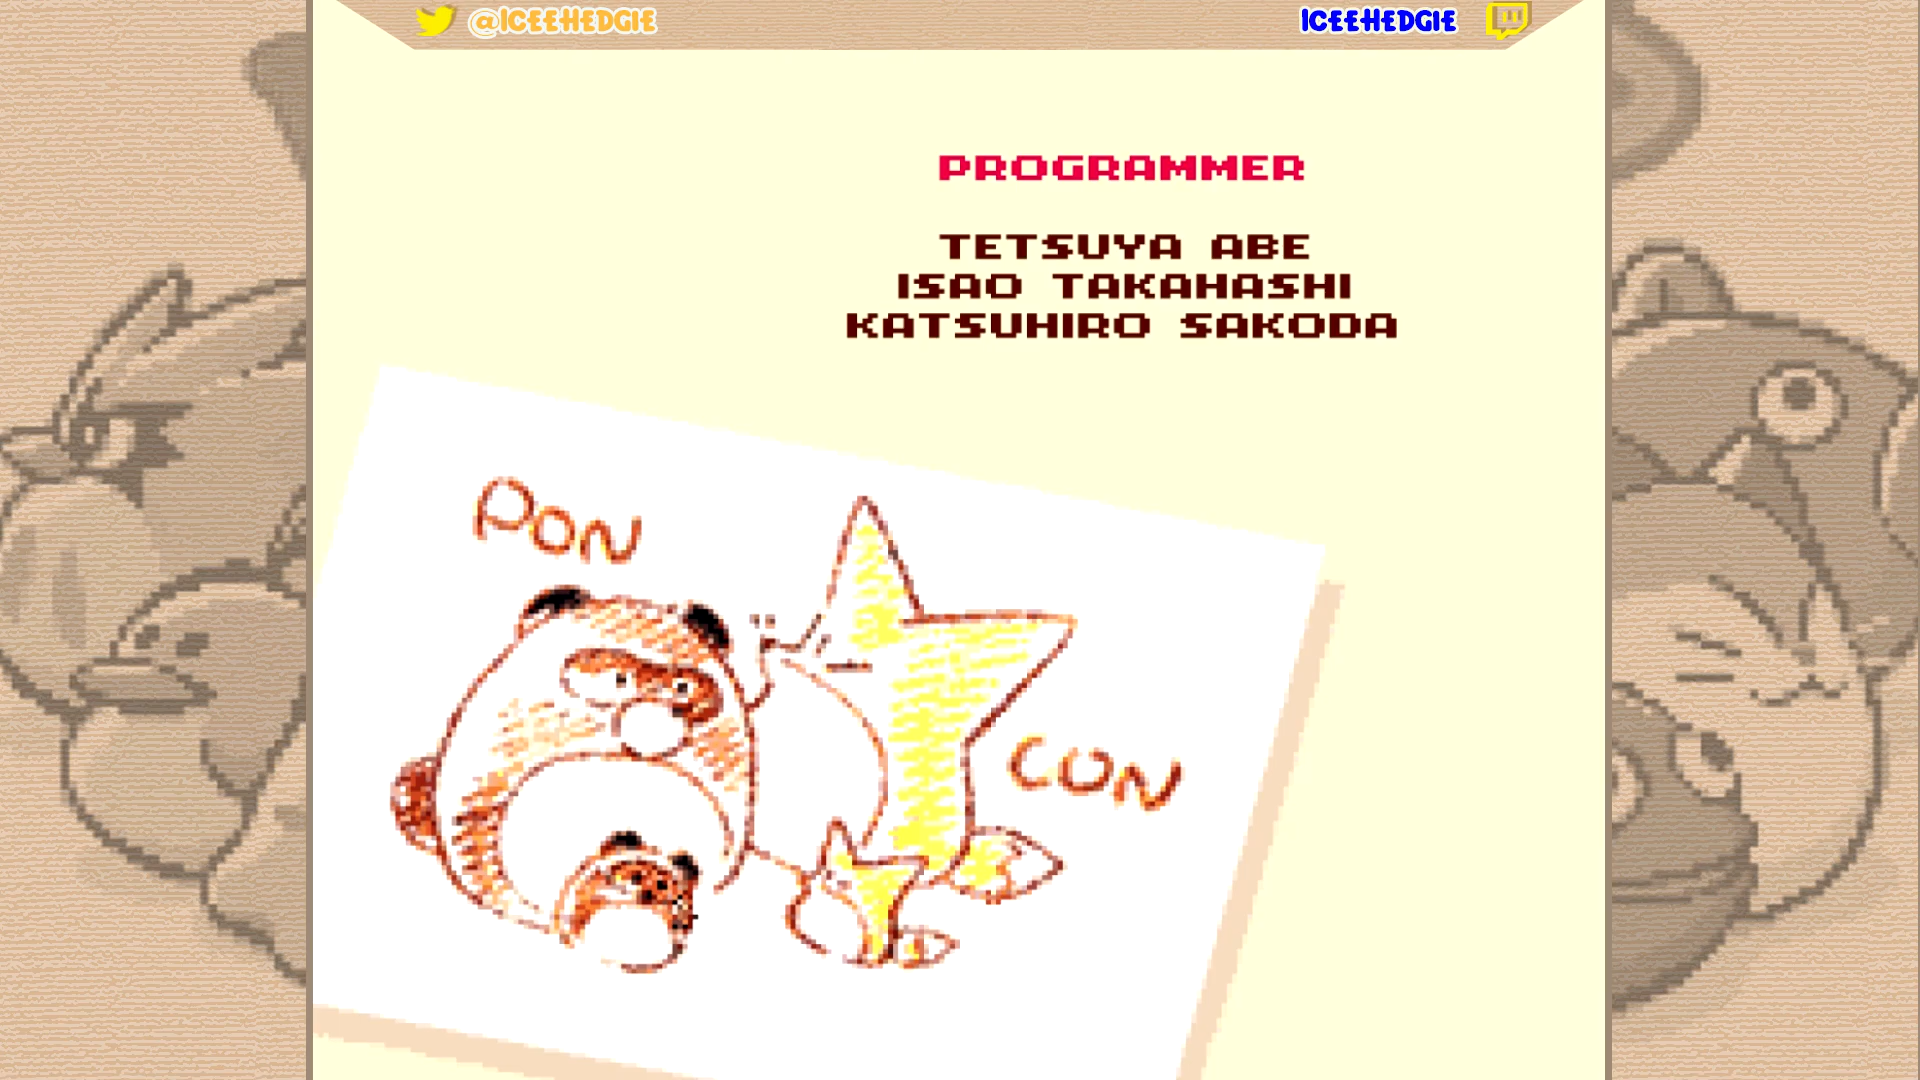 @ICEEHEDGIE
ICEEHEDGIE
PROGRAMMER
TETSUYA ABE
ISAO TAKAHASHI
KATSUHIRO SAKODA
PON
CON